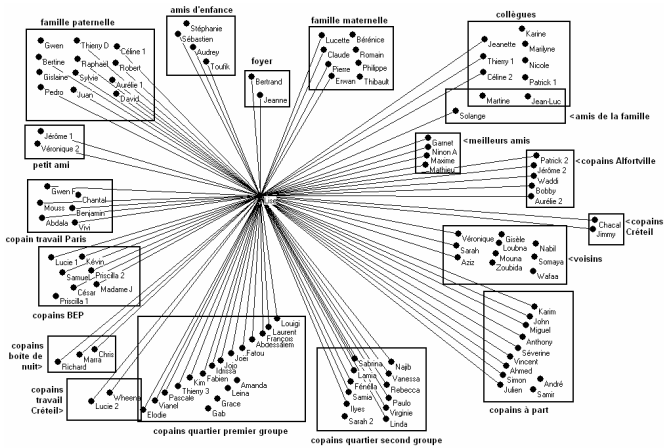 famille paternelle
Gwen
Thierry D
Céline 1
Bertine
Raphael
Robert
Gislane
Sylvie
Aurélie 1
Pedro
Juan
David
amis d'enfance
Stéphanie
Sébastien
Audrey
Toufik
foyer
Bertrand
Jeanne
famille maternelle
Lucette
Bérénice
Claude
Romain
Pierre
Philippe
Erwan
Thibault
collègues
Karine
Jeanette
Marilyne
Thierry 1
Nicole
Céline 2
Patrick 1
Martine
Jean-Luc
Solange
<amis de la famille
Jérôme 1
Véronique 2
petit ami
<meilleurs amis
Garnet
Ninon A
Maxime
Mathieu
<copains Alfortville
Patrick 2
Jérôme 2
Waddi
Bobby
Aurélie 2
Gwen F
Chantal
Mouss
Benjamin
Abdala
Vivi
copain travail Paris
<copains
Créteil
Chacal
Jimmy
Véronique
Gisèle
Nabil
Sarah
Loubna
Somaya
Aziz
Mouna
Zoubida
Wafaa
<voisins
Lucie 1
Kévin
Samuel
Priscilla 2
César
Madame J
Priscilla 1
copains BEP
copains
boîte de
nuit>
Chris
Marra
Richard
copains
travail
Créteil>
Wheena
Lucie 2
Louigi
Laurent
François
Abdessalem
Fatou
Joei
Jojo
Idrissa
Fabien
Kim
Thierry 3
Pascale
Vianel
Elodie
Amanda
Leina
Grace
Gab
copains quartier premier groupe
Sabrina
Najib
Lamia
Vanessa
Fénella
Rebecca
Samia
Paulo
Ilyes
Virginie
Sarah 2
Linda
copains quartier second groupe
Karim
John
Miguel
Anthony
Séverine
Vincent
Ahmed
Simon
Julien
André
Samir
copains à part